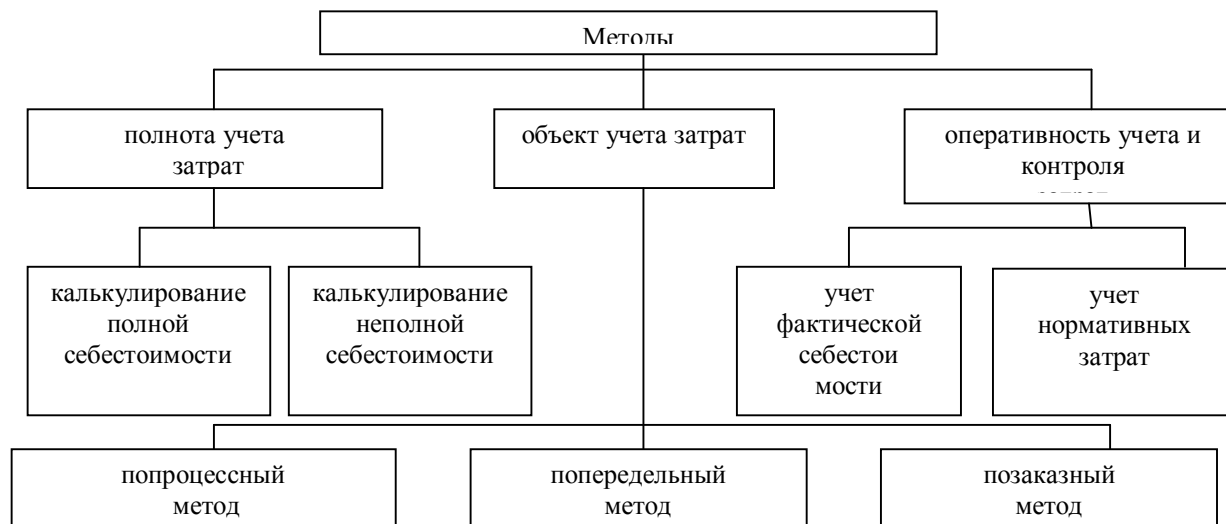 Методы
полнота учета
затрат
объект учета затрат
оперативность учета и
контроля
затрат
калькулирование
полной
себестоимости
калькулирование
неполной
себестоимости
учет
фактической
себестои
мости
учет
нормативных
затрат
попроцессный
метод
попередельный
метод
позаказный
метод